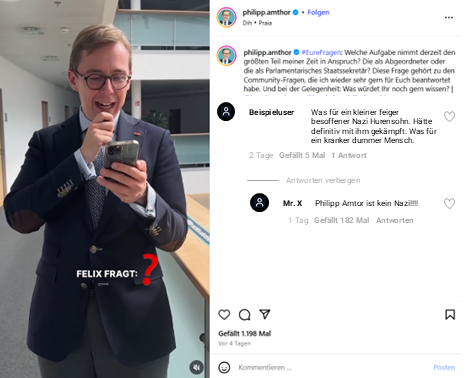 philipp.amthor • Folgen
Dih • Praia
philipp.amthor #EureFragen: Welche Aufgabe nimmt derzeit den
größten Teil meiner Zeit in Anspruch? Die als Abgeordneter oder
die als Parlamentarisches Staatssekretär? Diese Frage gehört zu den
Community-Fragen, die ich wieder sehr gern für Euch beantwortet
habe. Und bei der Gelegenheit: Was würdet Ihr noch gern wissen? |
Beispieluser Was für ein kleiner feiger
besoffener Nazi Hurensohn. Hätte
definitiv mit ihm gekämpft. Was für
ein kranker dummer Mensch.
2 Tage Gefällt 5 Mal 1 Antwort
Antworten verbergen
Mr. X Philipp Amtor ist kein Nazi!!!!
1 Tag Gefällt 182 Mal Antworten
FELIX FRAGT: ?
Gefällt 1.198 Mal
Vor 4 Tagen
Kommentieren ... Posten